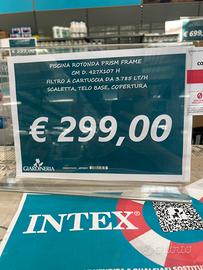 PISCINA ROTONDA PRISM FRAME
CM D. 427X107 H
FILTRO A CARTUCCIA DA 3.785 LT/H
SCALETTA, TELO BASE, COPERTURA
€ 299,00
GIARDINERIA
INTEX